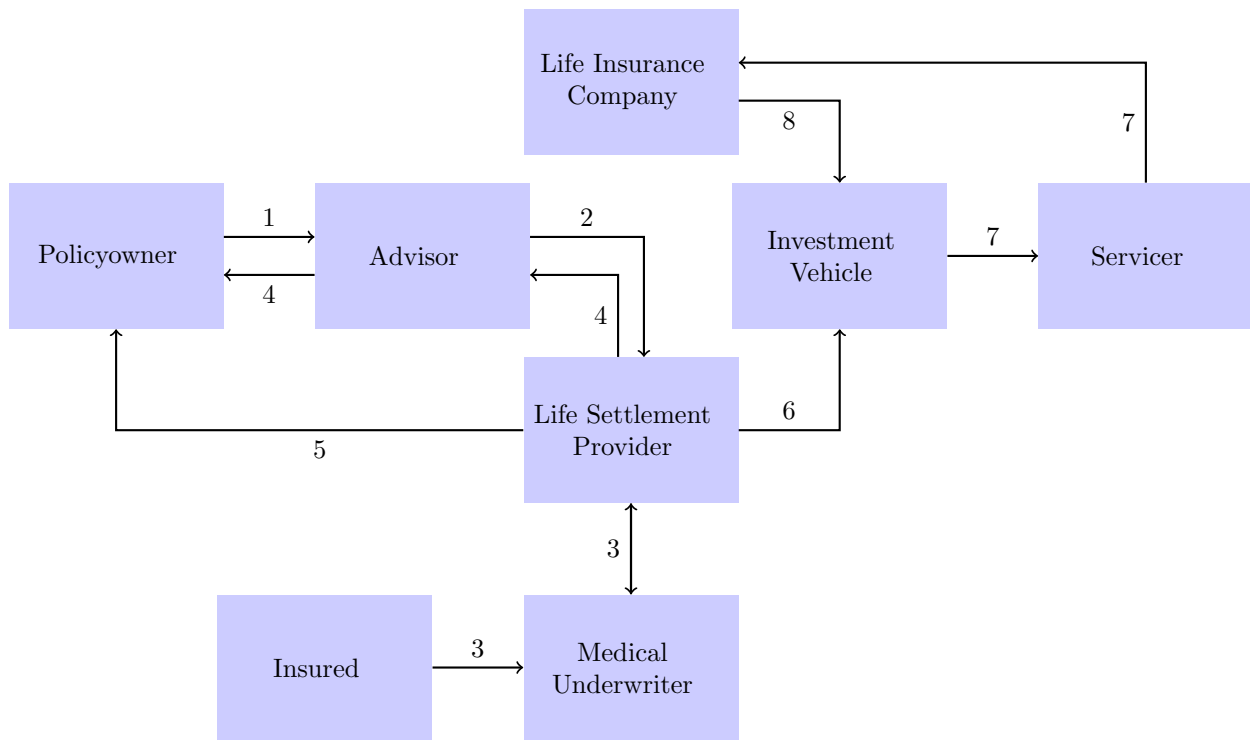 Life Insurance
Company
7
8
Policyowner
1
4
Advisor
2
4
Investment
Vehicle
7
Servicer
5
Life Settlement
Provider
6
3
Insured
3
Medical
Underwriter